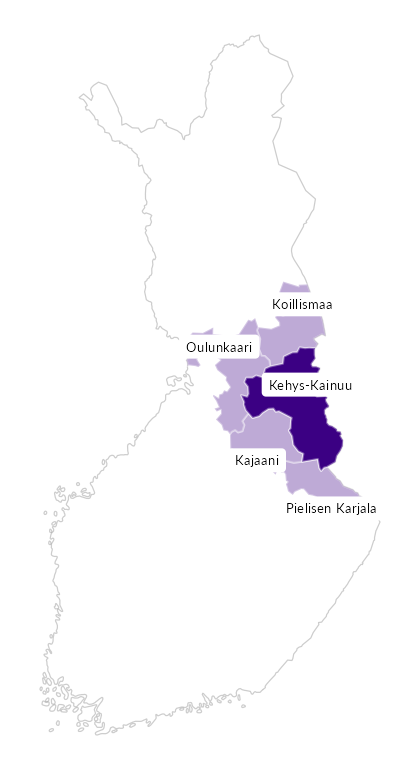 Koillismaa
Oulunkaari
Kehys-Kainuu
Kajaani
Pielisen Karjala